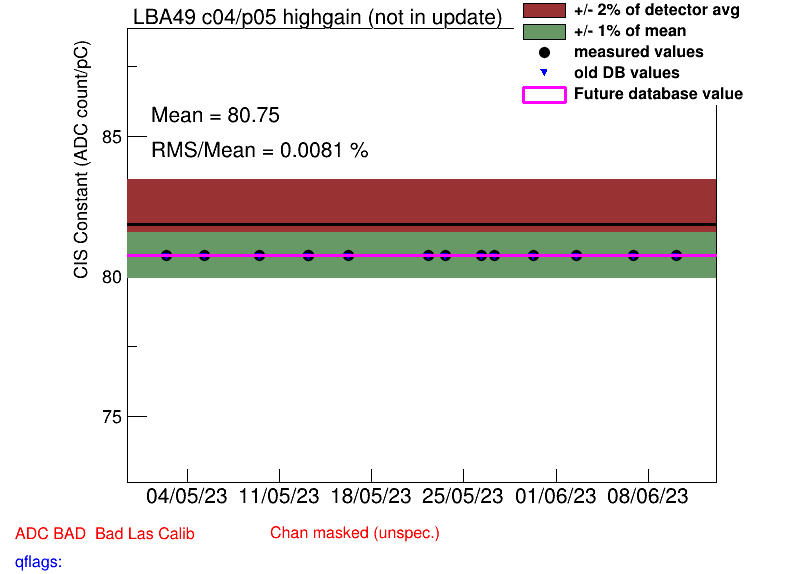 LBA49 c04/p05 highgain (not in update)
+/- 2% of detector avg
+/- 1% of mean
measured values
old DB values
Future database value
CIS Constant (ADC count/pC)
Mean = 80.75
RMS/Mean = 0.0081 %
85
80
75
04/05/23 11/05/23 18/05/23 25/05/23 01/06/23 08/06/23
ADC BAD  Bad Las Calib Chan masked (unspec.)
qflags: